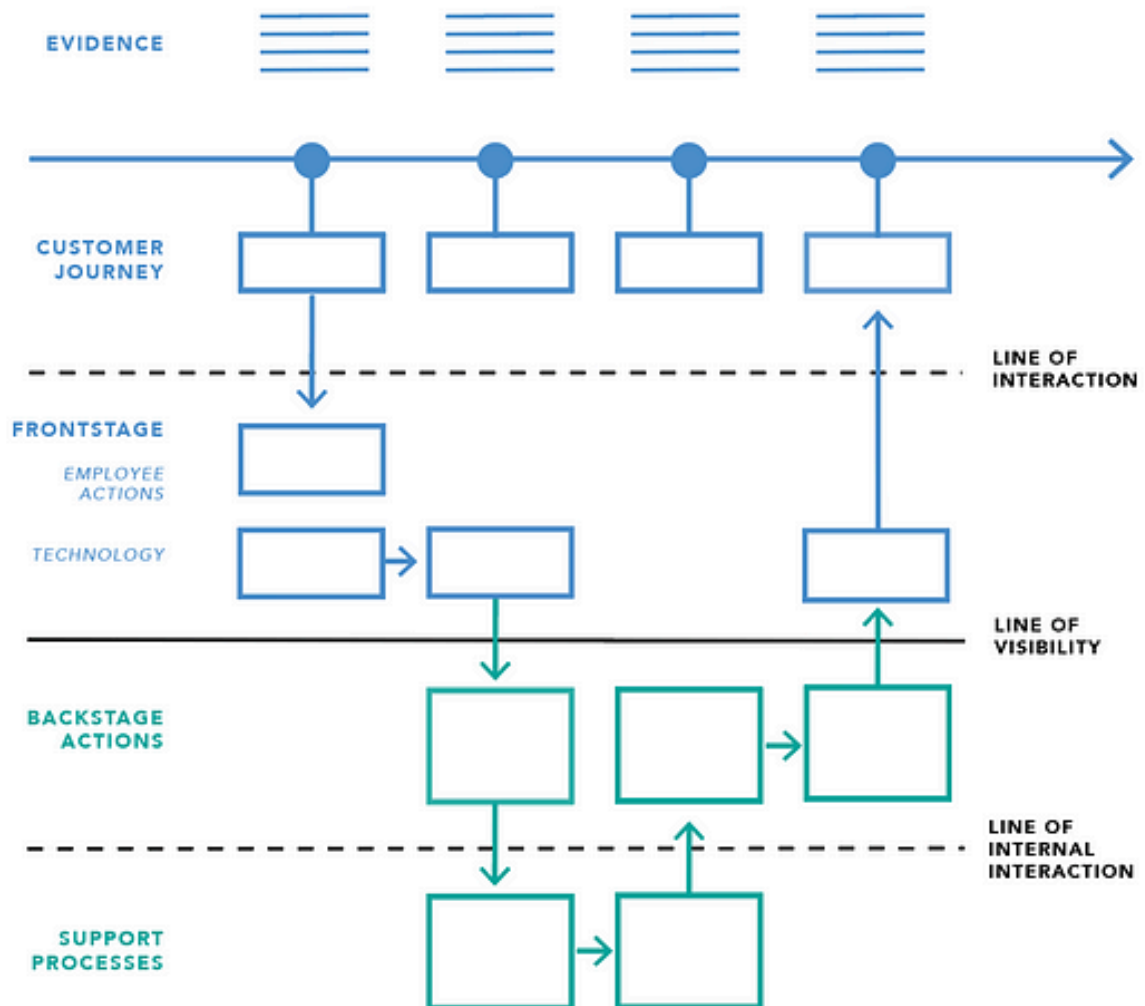 EVIDENCE
CUSTOMER
JOURNEY
LINE OF
INTERACTION
FRONTSTAGE
EMPLOYEE
ACTIONS
TECHNOLOGY
LINE OF
VISIBILITY
BACKSTAGE
ACTIONS
LINE OF
INTERNAL
INTERACTION
SUPPORT
PROCESSES